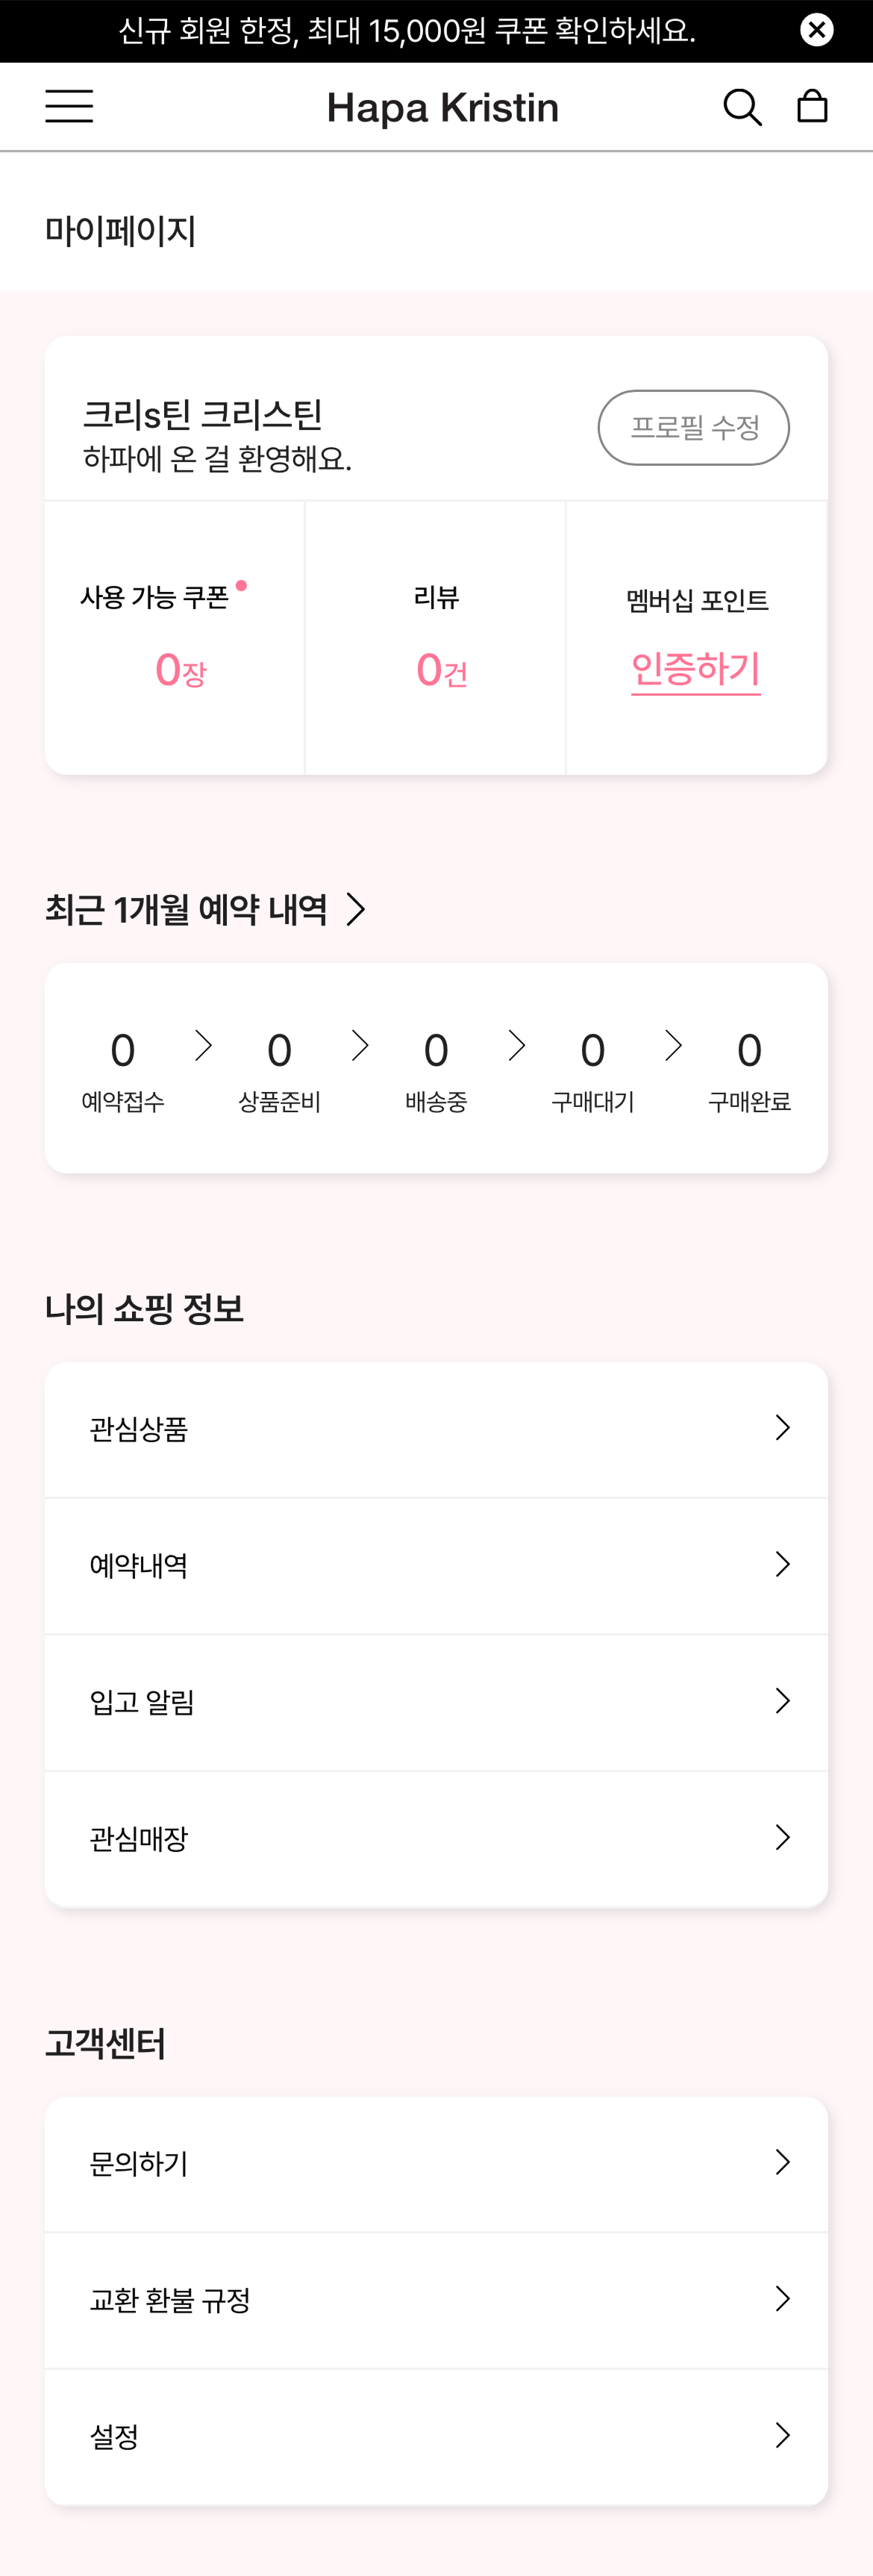 신규 회원 한정, 최대 15,000원 쿠폰 확인하세요.
Hapa Kristin
마이페이지
크리s틴 크리스틴
하파에 온 걸 환영해요.
프로필 수정
사용 가능 쿠폰
0장
리뷰
0건
멤버십 포인트
인증하기
최근 1개월 예약 내역
0 0 0 0 0
예약접수 상품준비 배송중 구매대기 구매완료
나의 쇼핑 정보
관심상품
예약내역
입고 알림
관심매장
고객센터
문의하기
교환 환불 규정
설정